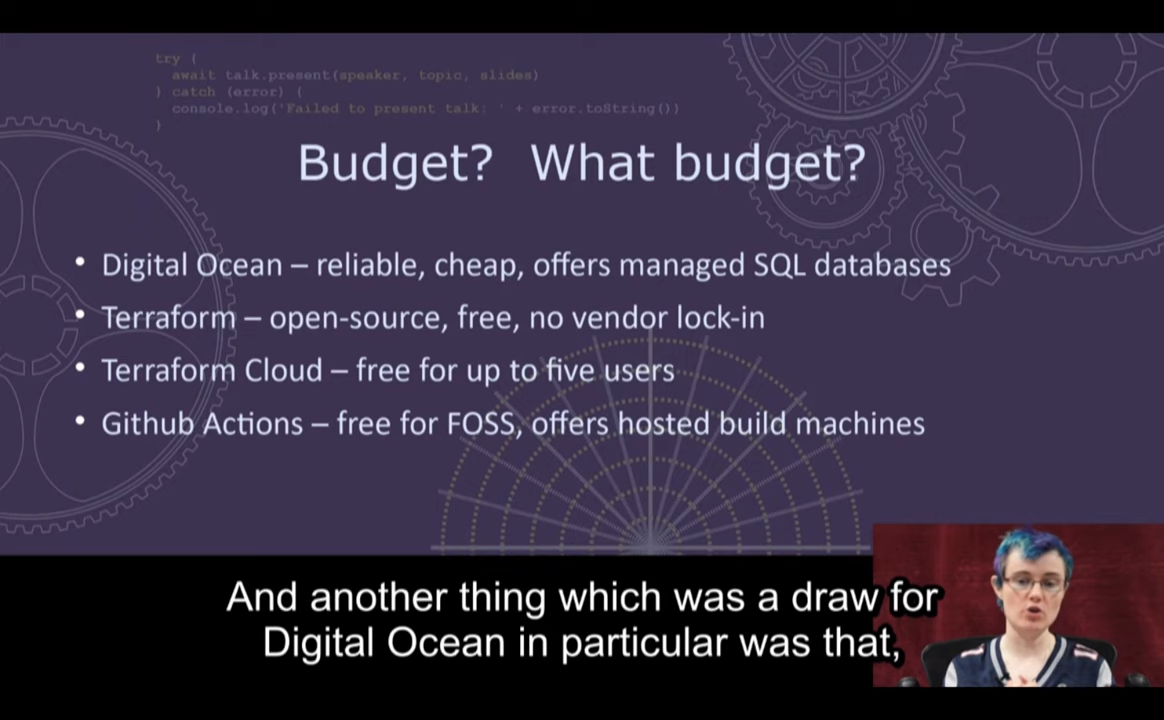 try {
await talk.present(speaker, topic, slides)
} catch (error) {
console.log('Failed to present talk: ' + error.toString())
}
Budget? What budget?
• Digital Ocean – reliable, cheap, offers managed SQL databases
• Terraform – open-source, free, no vendor lock-in
• Terraform Cloud – free for up to five users
• Github Actions – free for FOSS, offers hosted build machines
And another thing which was a draw for
Digital Ocean in particular was that,